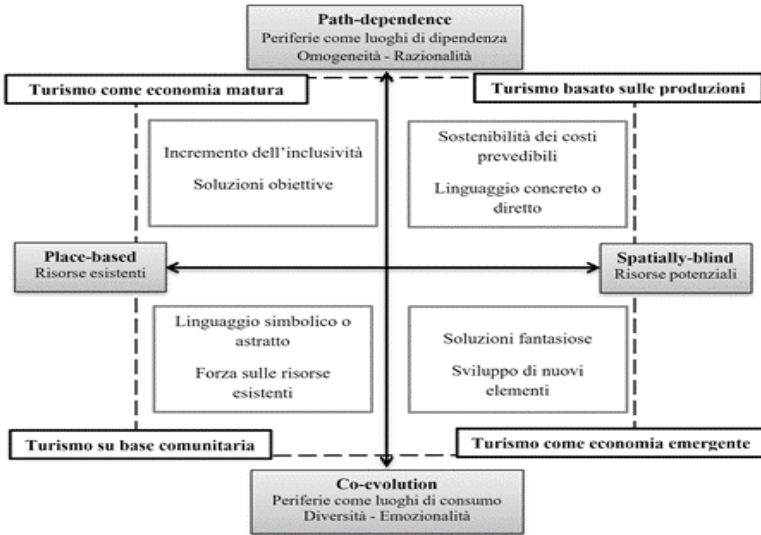 Path-dependence
Periferie come luoghi di dipendenza
Omogeneità - Razionalità
Turismo come economia matura
Turismo basato sulle produzioni
Incremento dell'inclusività
Soluzioni obiettive
Sostenibilità dei costi
prevedibili
Linguaggio concreto o
diretto
Place-based
Risorse esistenti
Spatially-blind
Risorse potenziali
Linguaggio simbolico o
astratto
Forza sulle risorse
esistenti
Soluzioni fantasiose
Sviluppo di nuovi
elementi
Turismo su base comunitaria
Turismo come economia emergente
Co-evolution
Periferie come luoghi di consumo
Diversità - Emozionalità